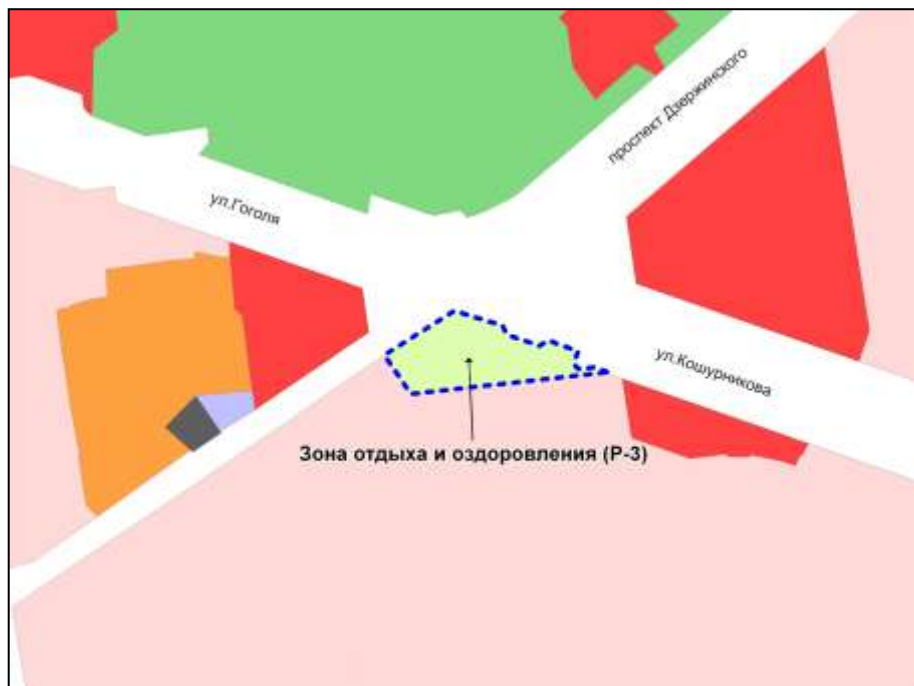 проспект Дзержинского
ул.Гоголя
ул.Кошурникова
Зона отдыха и оздоровления (Р-3)